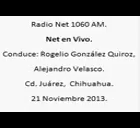 Radio Net 1060 AM.
Net en Vivo.
Conduce: Rogelio González Quiroz,
Alejandro Velasco.
Cd. Juárez, Chihuahua.
21 Noviembre 2013.